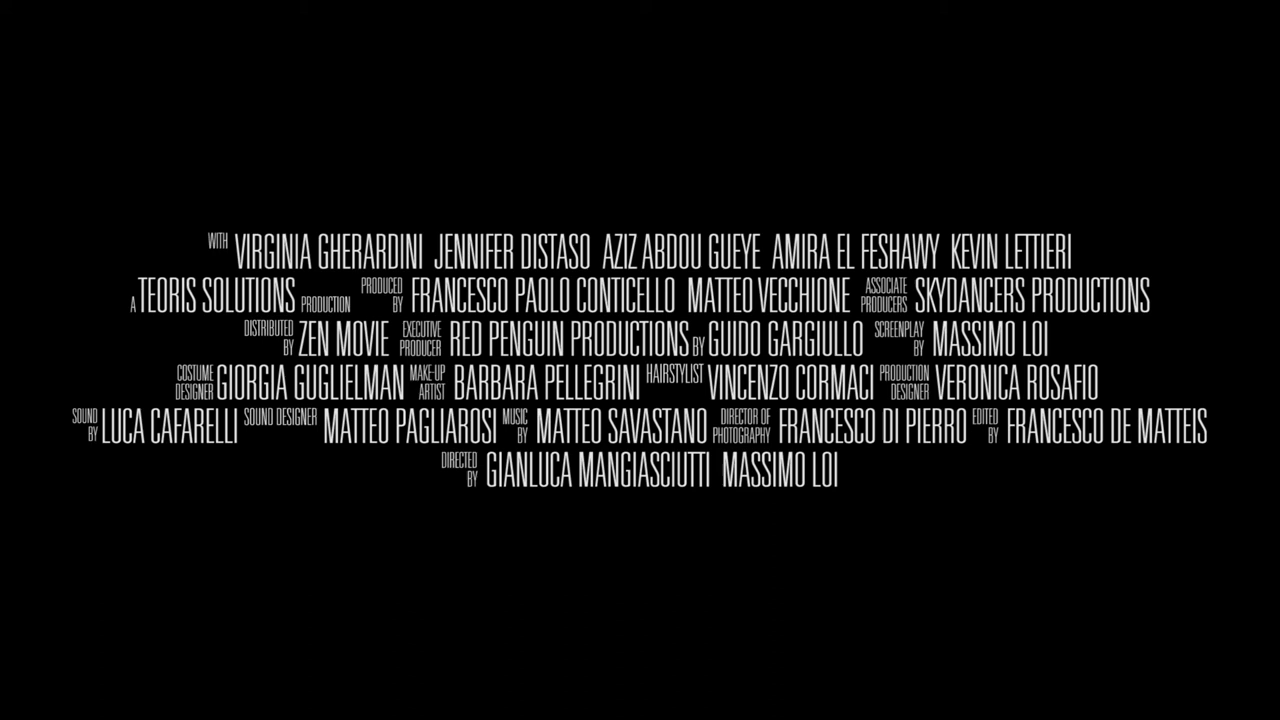 WITH VIRGINIA GHERARDINI JENNIFER DISTASO AZIZ ABDOU GUEYE AMIRA EL FESHAWY KEVIN LETTIERI
A TEORIS SOLUTIONS PRODUCTION PRODUCED BY FRANCESCO PAOLO CONTICELLO MATTEO VECCHIONE ASSOCIATE PRODUCERS SKYDANCERS PRODUCTIONS
DISTRIBUTED BY ZEN MOVIE EXECUTIVE PRODUCER RED PENGUIN PRODUCTIONS BY GUIDO GARGIULLO SCREENPLAY BY MASSIMO LOI
COSTUME DESIGNER GIORGIA GUGLIELMAN MAKE-UP ARTIST BARBARA PELLEGRINI HAIRSTYLIST VINCENZO CORMACI PRODUCTION DESIGNER VERONICA ROSAFIO
SOUND BY LUCA CAFARELLI SOUND DESIGNER MATTEO PAGLIAROSI MUSIC BY MATTEO SAVASTANO DIRECTOR OF PHOTOGRAPHY FRANCESCO DI PIERRO EDITED BY FRANCESCO DE MATTEIS
DIRECTED BY GIANLUCA MANGIASCIUTTI MASSIMO LOI